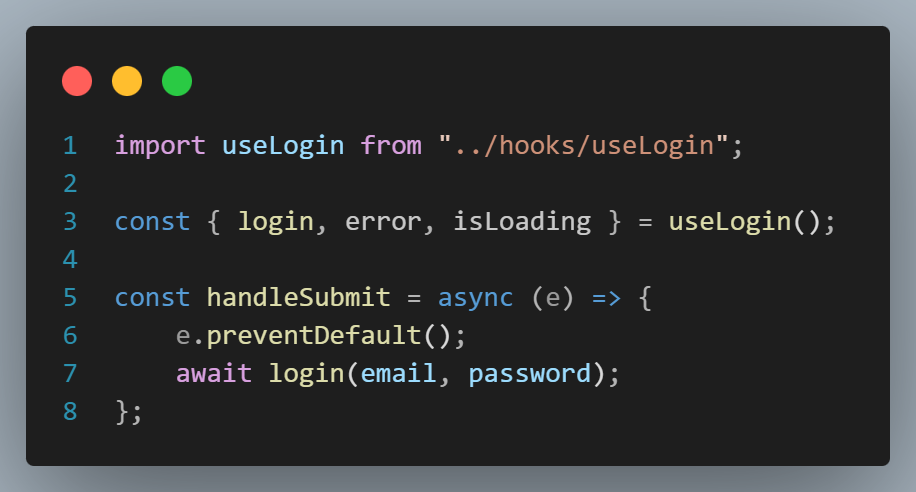 1 import useLogin from "../hooks/useLogin";
2
3 const { login, error, isLoading } = useLogin();
4
5 const handleSubmit = async (e) => {
6     e.preventDefault();
7     await login(email, password);
8 };